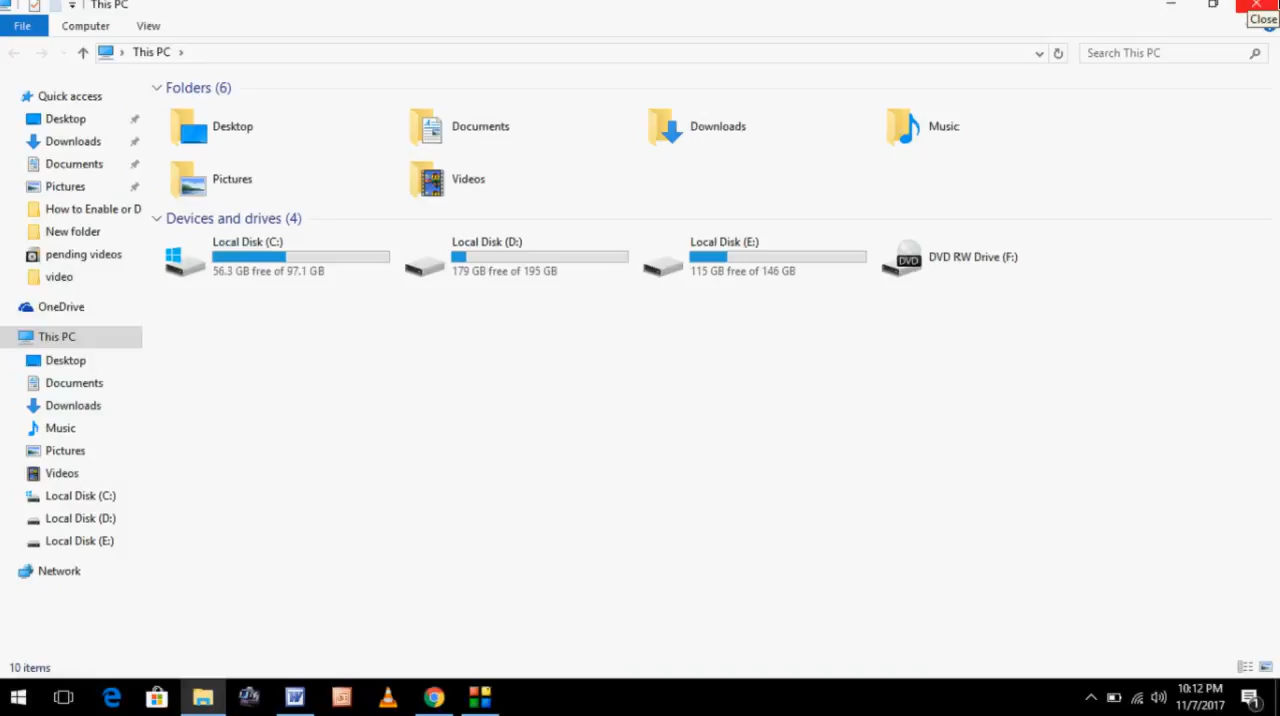 This PC
Close
File Computer View
This PC
Search This PC
Quick access
Desktop
Downloads
Documents
Pictures
How to Enable or D
New folder
pending videos
video
OneDrive
This PC
Desktop
Documents
Downloads
Music
Pictures
Videos
Local Disk (C:)
Local Disk (D:)
Local Disk (E:)
Network
Folders (6)
Desktop
Documents
Downloads
Music
Pictures
Videos
Devices and drives (4)
Local Disk (C:)
56.3 GB free of 97.1 GB
Local Disk (D:)
179 GB free of 195 GB
Local Disk (E:)
115 GB free of 146 GB
DVD RW Drive (F:)
DVD
10 items
10:12 PM
11/7/2017
1